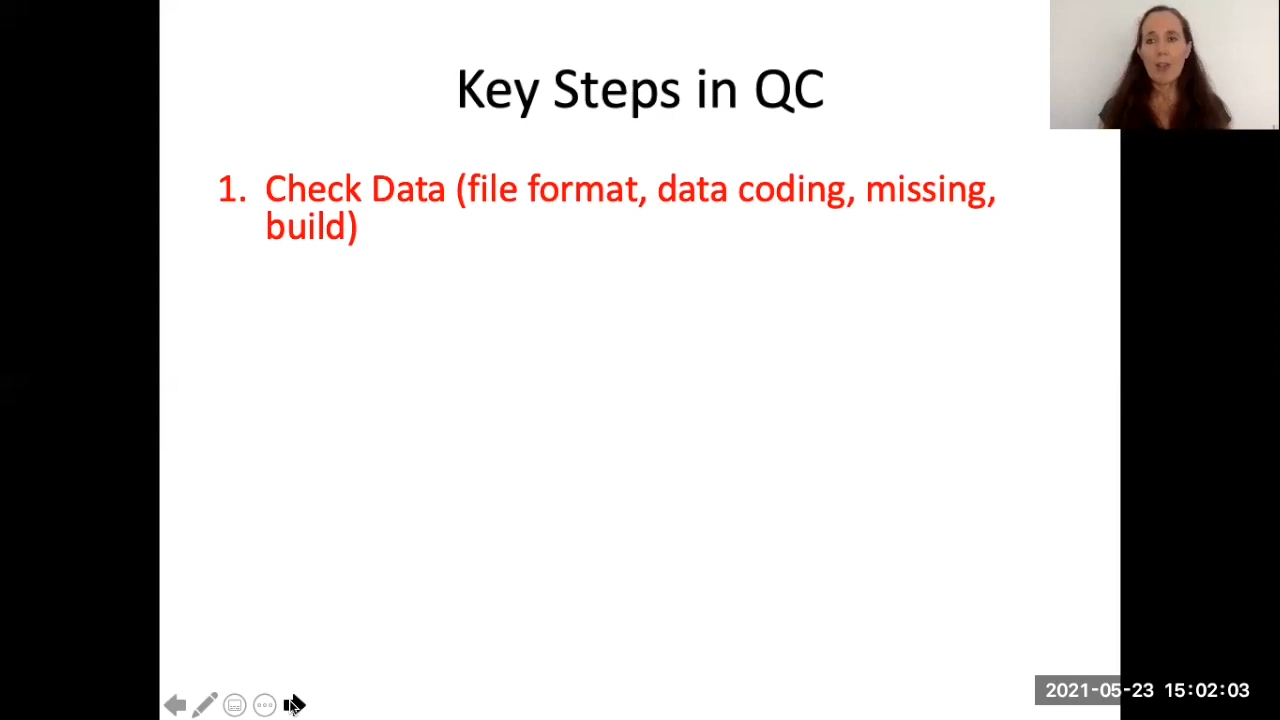 Key Steps in QC
1. Check Data (file format, data coding, missing,
build)
2021-05-23 15:02:03